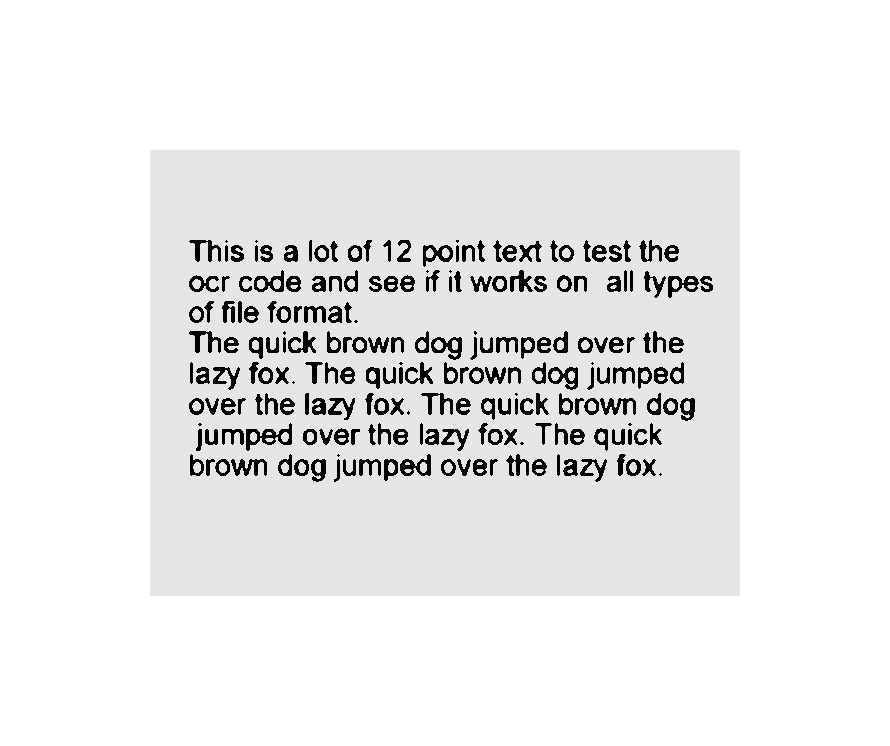 This is a lot of 12 point text to test the
ocr code and see if it works on  all types
of file format.
The quick brown dog jumped over the
lazy fox. The quick brown dog jumped
over the lazy fox. The quick brown dog
jumped over the lazy fox. The quick
brown dog jumped over the lazy fox.